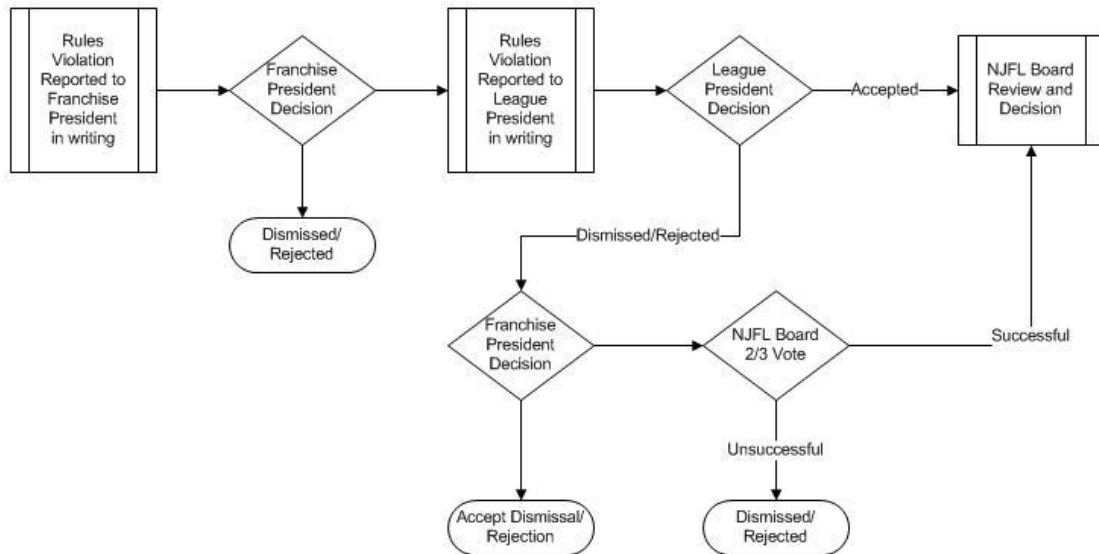 Rules
Violation
Reported to
Franchise
President
in writing
Franchise
President
Decision
Rules
Violation
Reported to
League
President
in writing
League
President
Decision
Accepted
NJFL Board
Review and
Decision
Dismissed/
Rejected
Dismissed/Rejected
Franchise
President
Decision
NJFL Board
2/3 Vote
Successful
Unsuccessful
Accept Dismissal/
Rejection
Dismissed/
Rejected